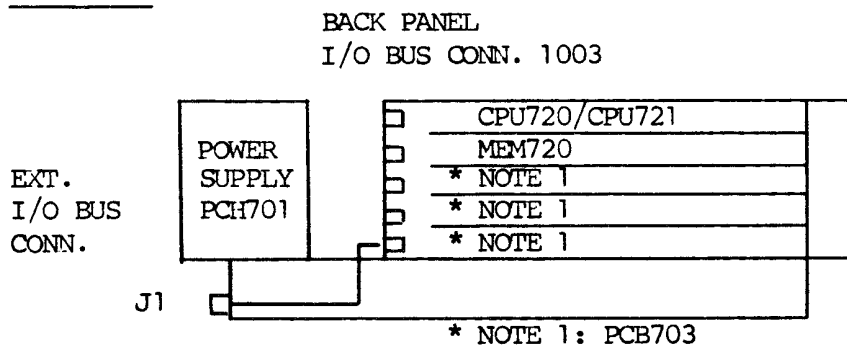 BACK PANEL
I/O BUS CONN. 1003
CPU720/CPU721
MEM720
* NOTE 1
* NOTE 1
* NOTE 1
POWER
SUPPLY
PCH701
EXT.
I/O BUS
CONN.
J1
* NOTE 1: PCB703